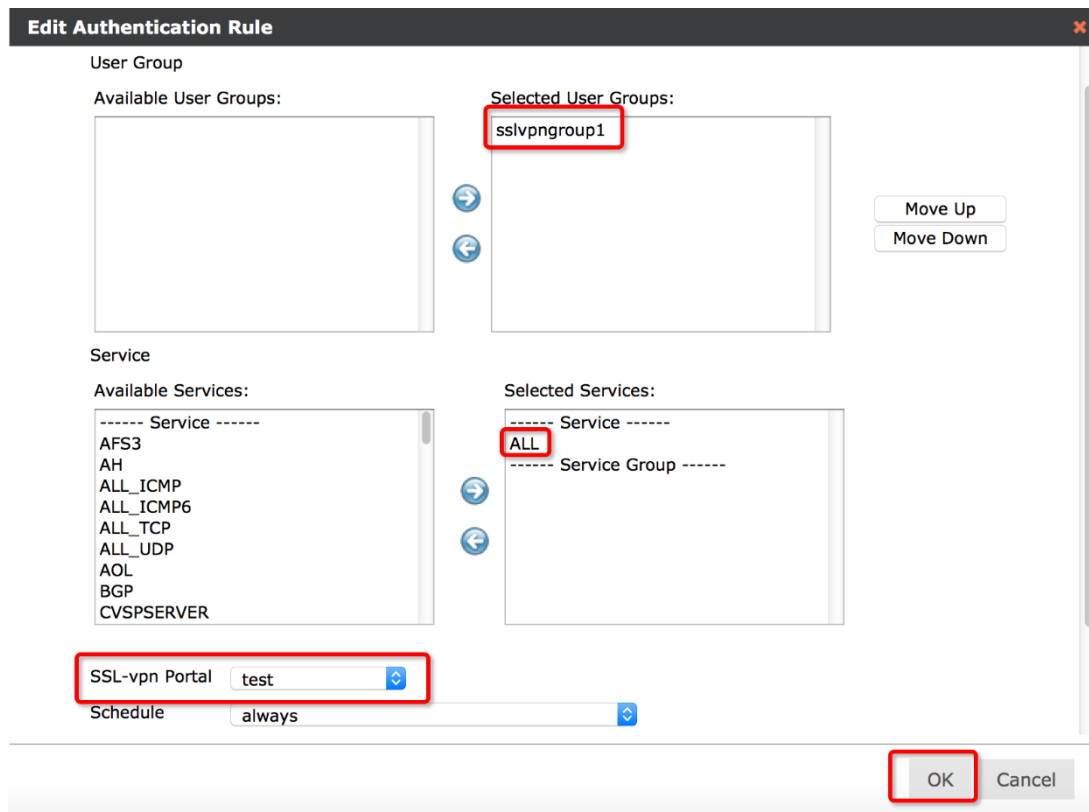 Edit Authentication Rule
User Group
Available User Groups:
Selected User Groups:
sslvpngroup1
Move Up
Move Down
Service
Available Services:
Selected Services:
------ Service ------
AFS3
AH
ALL_ICMP
ALL_ICMP6
ALL_TCP
ALL_UDP
AOL
BGP
CVSPSERVER
------ Service ------
ALL
------ Service Group ------
SSL-vpn Portal test
Schedule always
OK Cancel